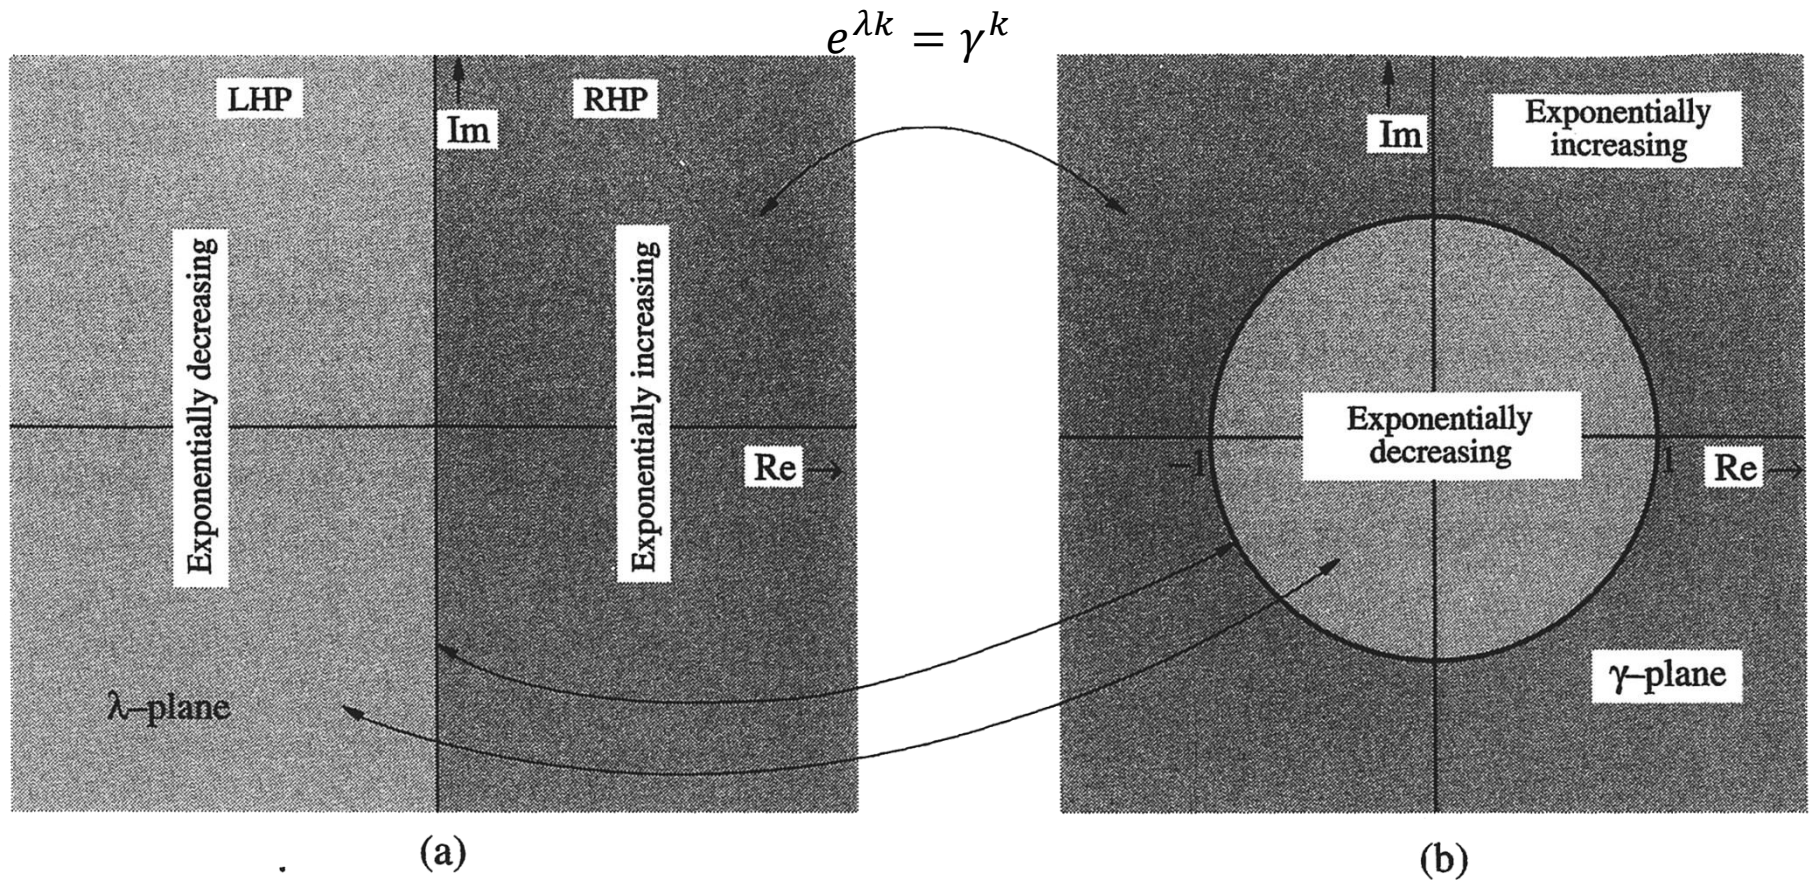 e^{λk} = γ^k
LHP
RHP
Im
Exponentially decreasing
Exponentially increasing
Re →
λ–plane
(a)
Im
Exponentially
increasing
Exponentially
decreasing
–1
1
Re →
γ–plane
(b)